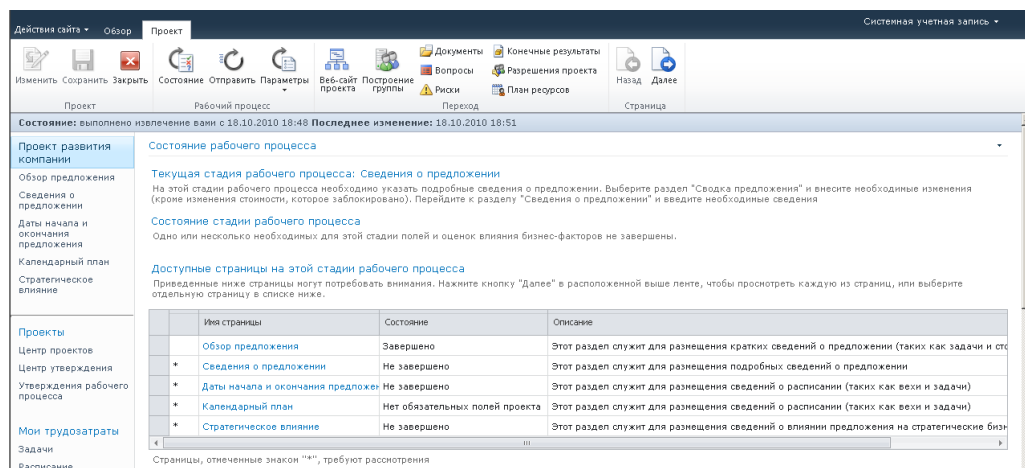 Системная учетная запись
Действия сайта Обзор Проект
Изменить Сохранить Закрыть
Проект
Состояние Отправить Параметры
Рабочий процесс
Веб-сайт проекта
Построение группы
Документы
Вопросы
Риски
Конечные результаты
Разрешения проекта
План ресурсов
Переход
Назад Далее
Страница
Состояние: выполнено извлечение вами с 18.10.2010 18:48 Последнее изменение: 18.10.2010 18:51
Проект развития
компании
Обзор предложения
Сведения о
предложении
Даты начала и
окончания
предложения
Календарный план
Стратегическое
влияние
Проекты
Центр проектов
Центр утверждения
Утверждения рабочего
процесса
Мои трудозатраты
Задачи
Расписание
Состояние рабочего процесса
Текущая стадия рабочего процесса: Сведения о предложении
На этой стадии рабочего процесса необходимо указать подробные сведения о предложении. Выберите раздел "Сводка предложения" и внесите необходимые изменения
(кроме изменения стоимости, которое заблокировано). Перейдите к разделу "Сведения о предложении" и введите необходимые сведения
Состояние стадии рабочего процесса
Одно или несколько необходимых для этой стадии полей и оценок влияния бизнес-факторов не завершены.
Доступные страницы на этой стадии рабочего процесса
Приведенные ниже страницы могут потребовать внимания. Нажмите кнопку "Далее" в расположенной выше ленте, чтобы просмотреть каждую из страниц, или выберите
отдельную страницу в списке ниже.
Имя страницы Состояние Описание
Обзор предложения Завершено Этот раздел служит для размещения кратких сведений о предложении (таких как задачи и сто
* Сведения о предложении Не завершено Этот раздел служит для размещения подробных сведений о предложении
* Даты начала и окончания предложен Не завершено Этот раздел служит для размещения сведений о расписании (таких как вехи и задачи)
* Календарный план Нет обязательных полей проекта Этот раздел служит для размещения сведений о расписании (таких как вехи и задачи)
* Стратегическое влияние Не завершено Этот раздел служит для размещения сведений о влиянии предложения на стратегические бизн
Страницы, отмеченные знаком "*", требуют рассмотрения